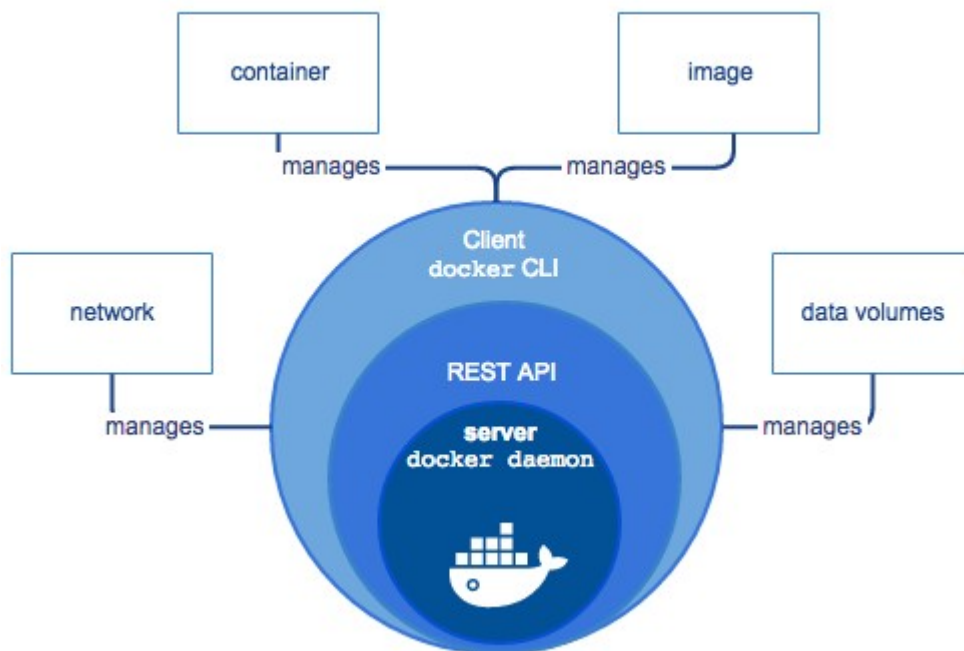 container
image
manages
manages
Client
docker CLI
network
data volumes
REST API
manages
manages
server
docker daemon